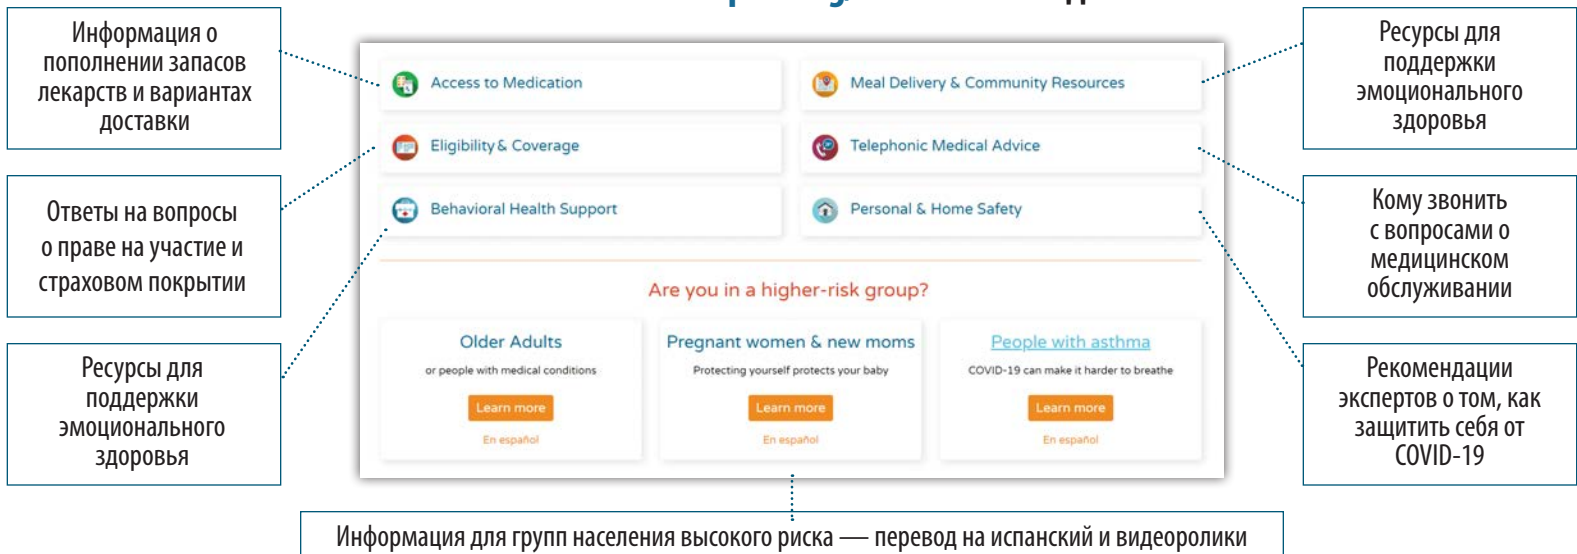 Информация о
пополнении запасов
лекарств и вариантах
доставки
Ответы на вопросы
о праве на участие и
страховом покрытии
Ресурсы для
поддержки
эмоционального
здоровья
Access to Medication
Meal Delivery & Community Resources
Eligibility & Coverage
Telephonic Medical Advice
Behavioral Health Support
Personal & Home Safety
Are you in a higher-risk group?
Older Adults
or people with medical conditions
Learn more
En español
Pregnant women & new moms
Protecting yourself protects your baby
Learn more
En español
People with asthma
COVID-19 can make it harder to breathe
Learn more
En español
Ресурсы для
поддержки
эмоционального
здоровья
Кому звонить
с вопросами о
медицинском
обслуживании
Рекомендации
экспертов о том, как
защитить себя от
COVID-19
Информация для групп населения высокого риска — перевод на испанский и видеоролики